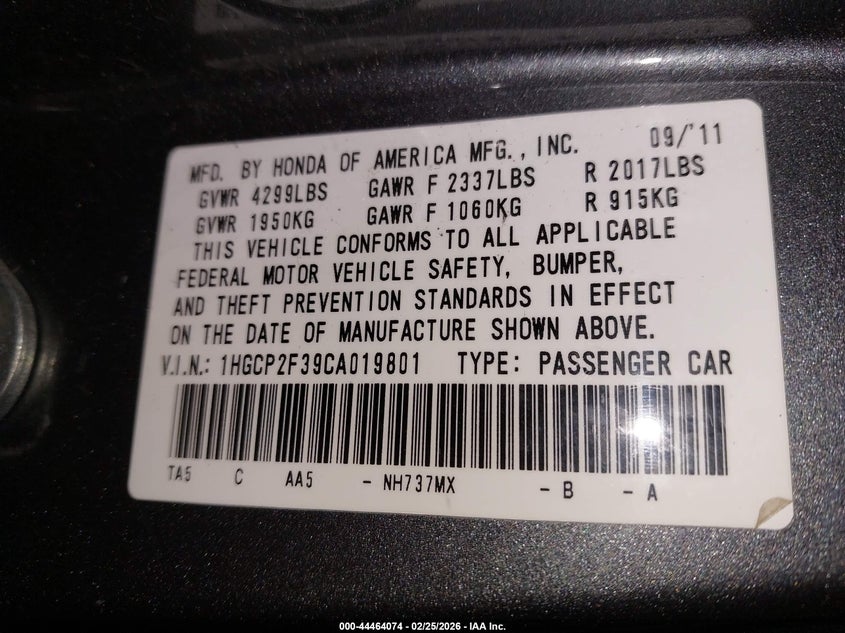 MFD. BY HONDA OF AMERICA MFG., INC. 09/'11
GVWR 4299LBS GAWR F 2337LBS R 2017LBS
GVWR 1950KG GAWR F 1060KG R 915KG
THIS VEHICLE CONFORMS TO ALL APPLICABLE
FEDERAL MOTOR VEHICLE SAFETY, BUMPER,
AND THEFT PREVENTION STANDARDS IN EFFECT
ON THE DATE OF MANUFACTURE SHOWN ABOVE.
V.I.N.: 1HGCP2F39CA019801 TYPE: PASSENGER CAR
TA5 C AA5 - NH737MX - B - A
000-44464074 / 02/25/2026 - IAA Inc.